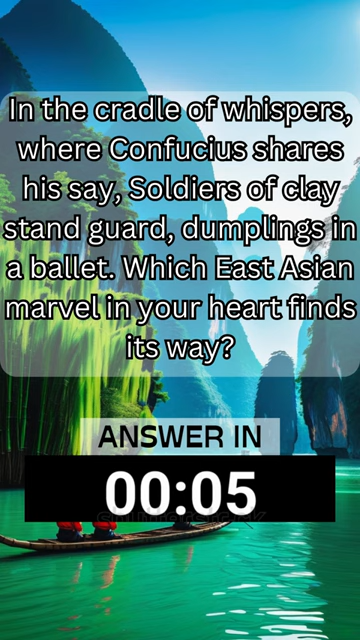 In the cradle of whispers,
where Confucius shares
his say, Soldiers of clay
stand guard, dumplings in
a ballet. Which East Asian
marvel in your heart finds
its way?
ANSWER IN
00:05